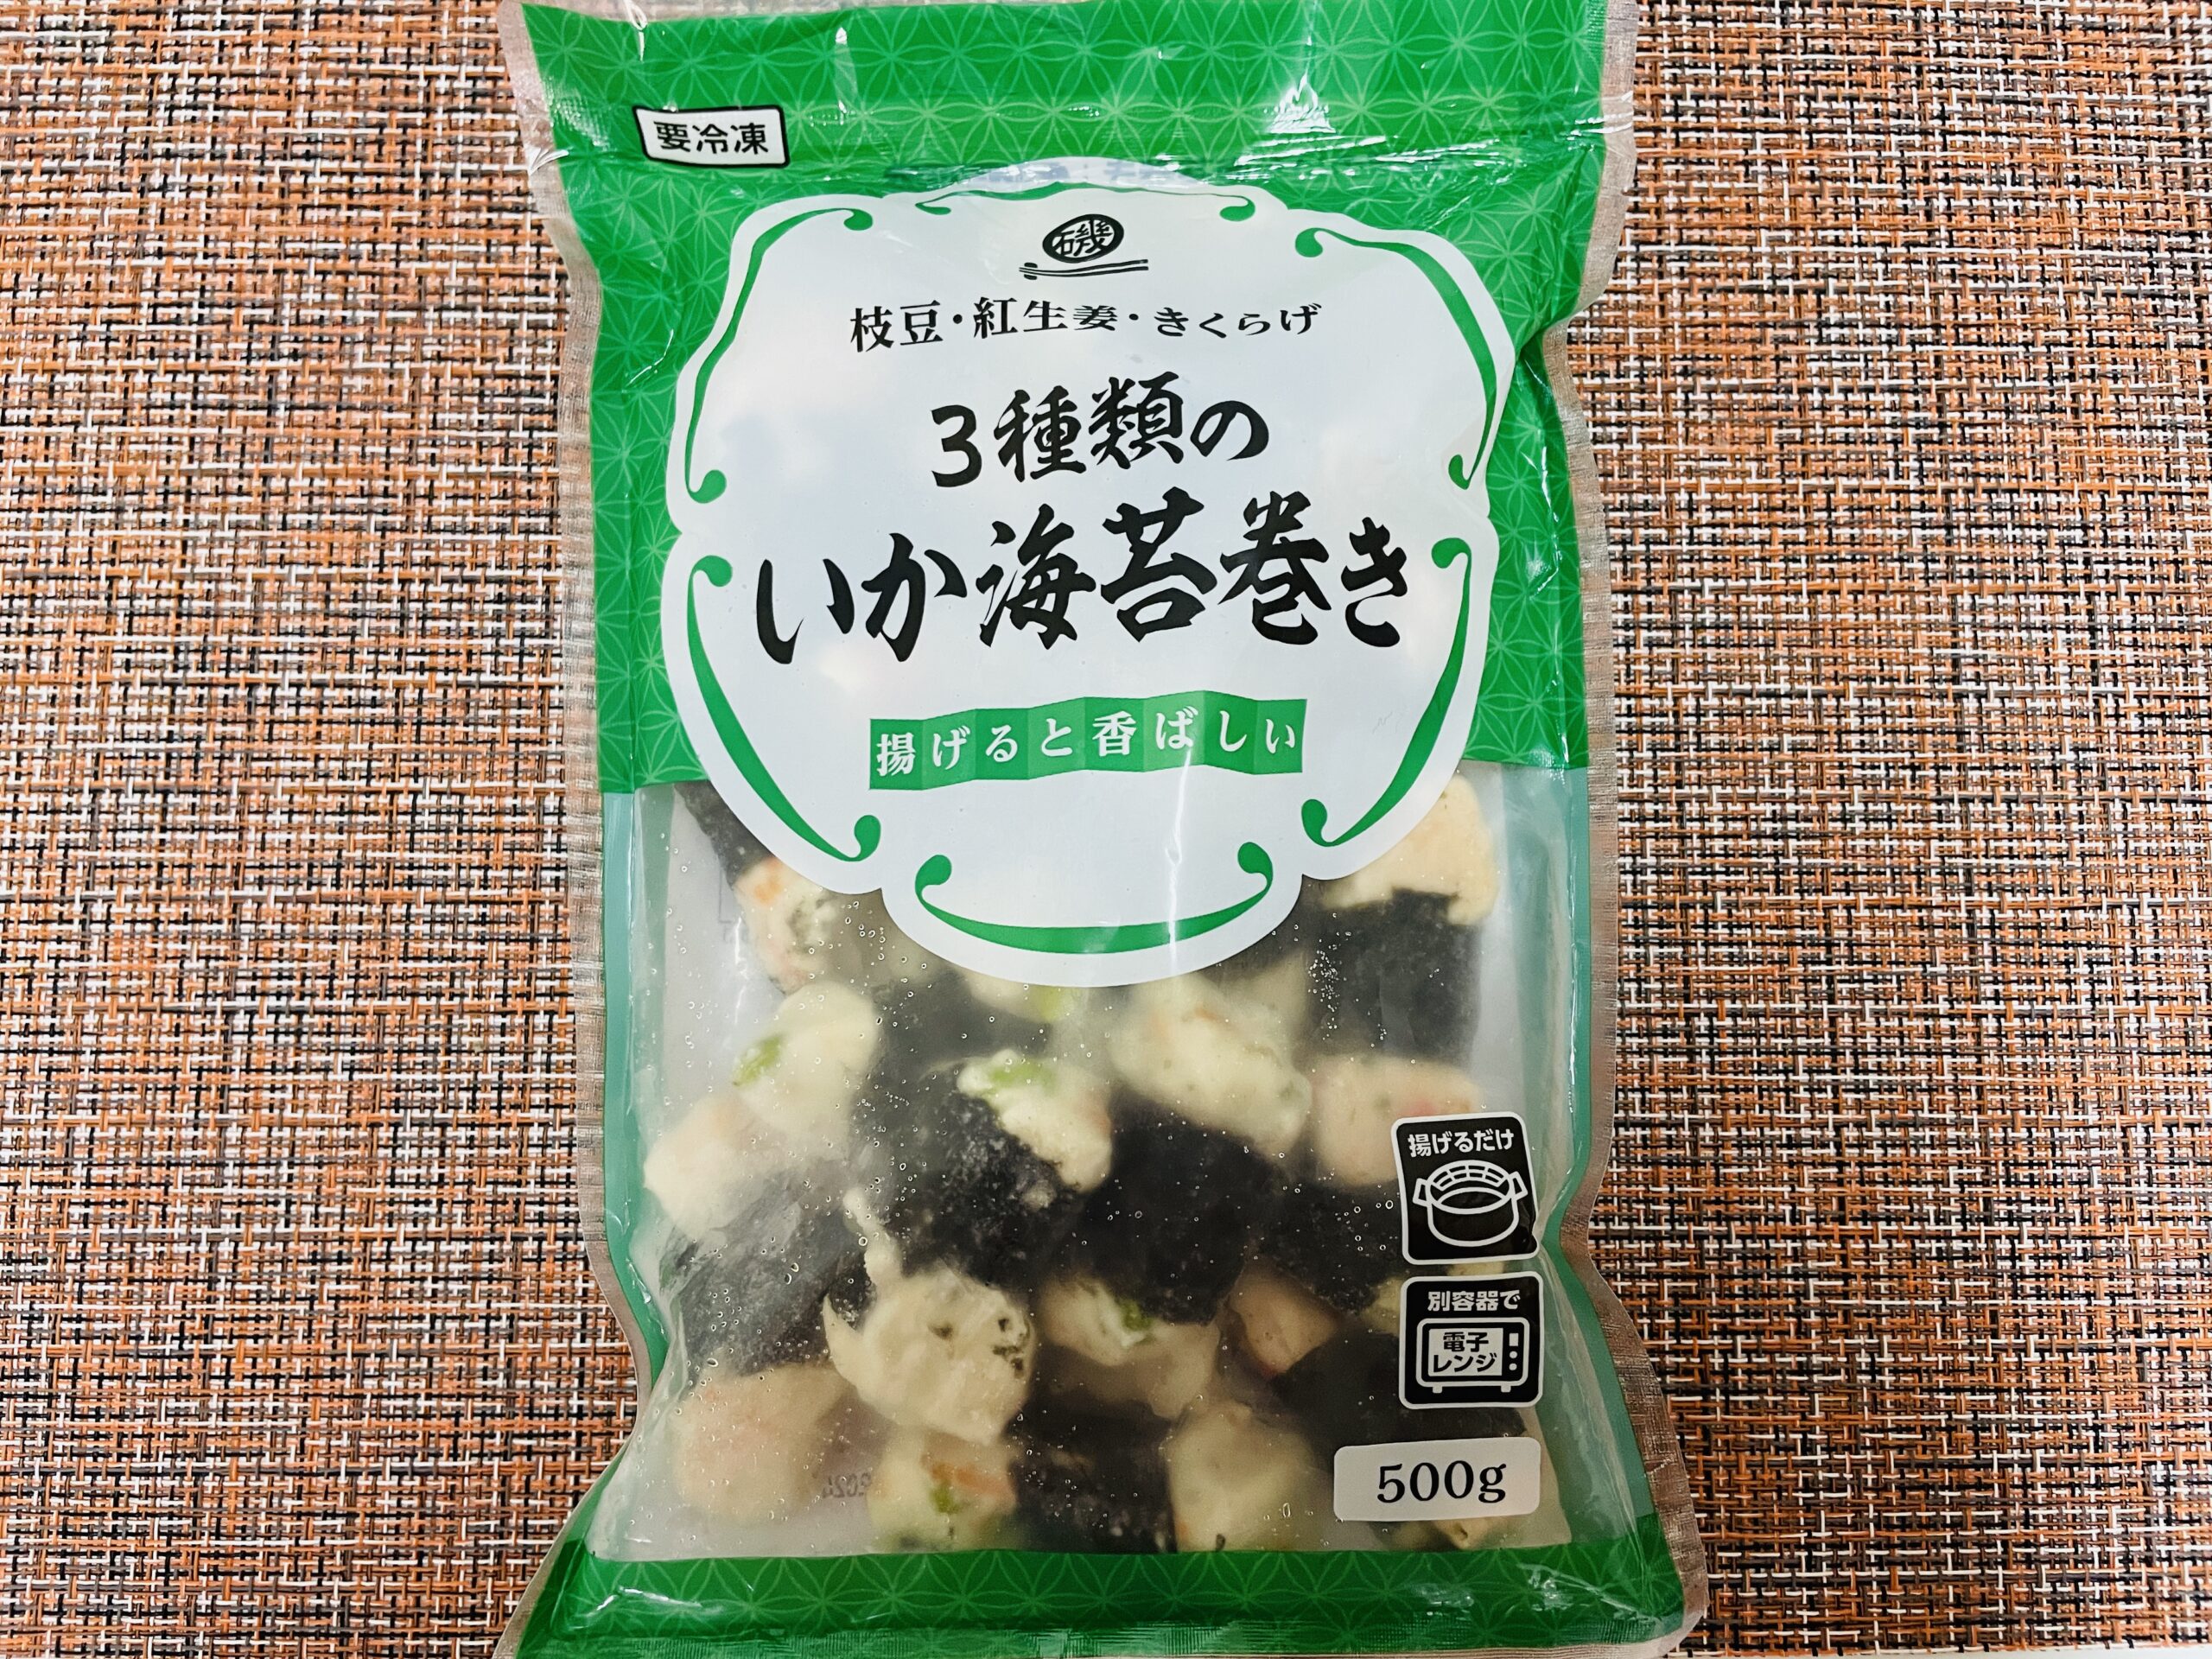 要冷凍
磯
枝豆・紅生姜・きくらげ
3種類の
いか海苔巻き
揚げると香ばしい
揚げるだけ
別容器で
電子
レンジ
500g